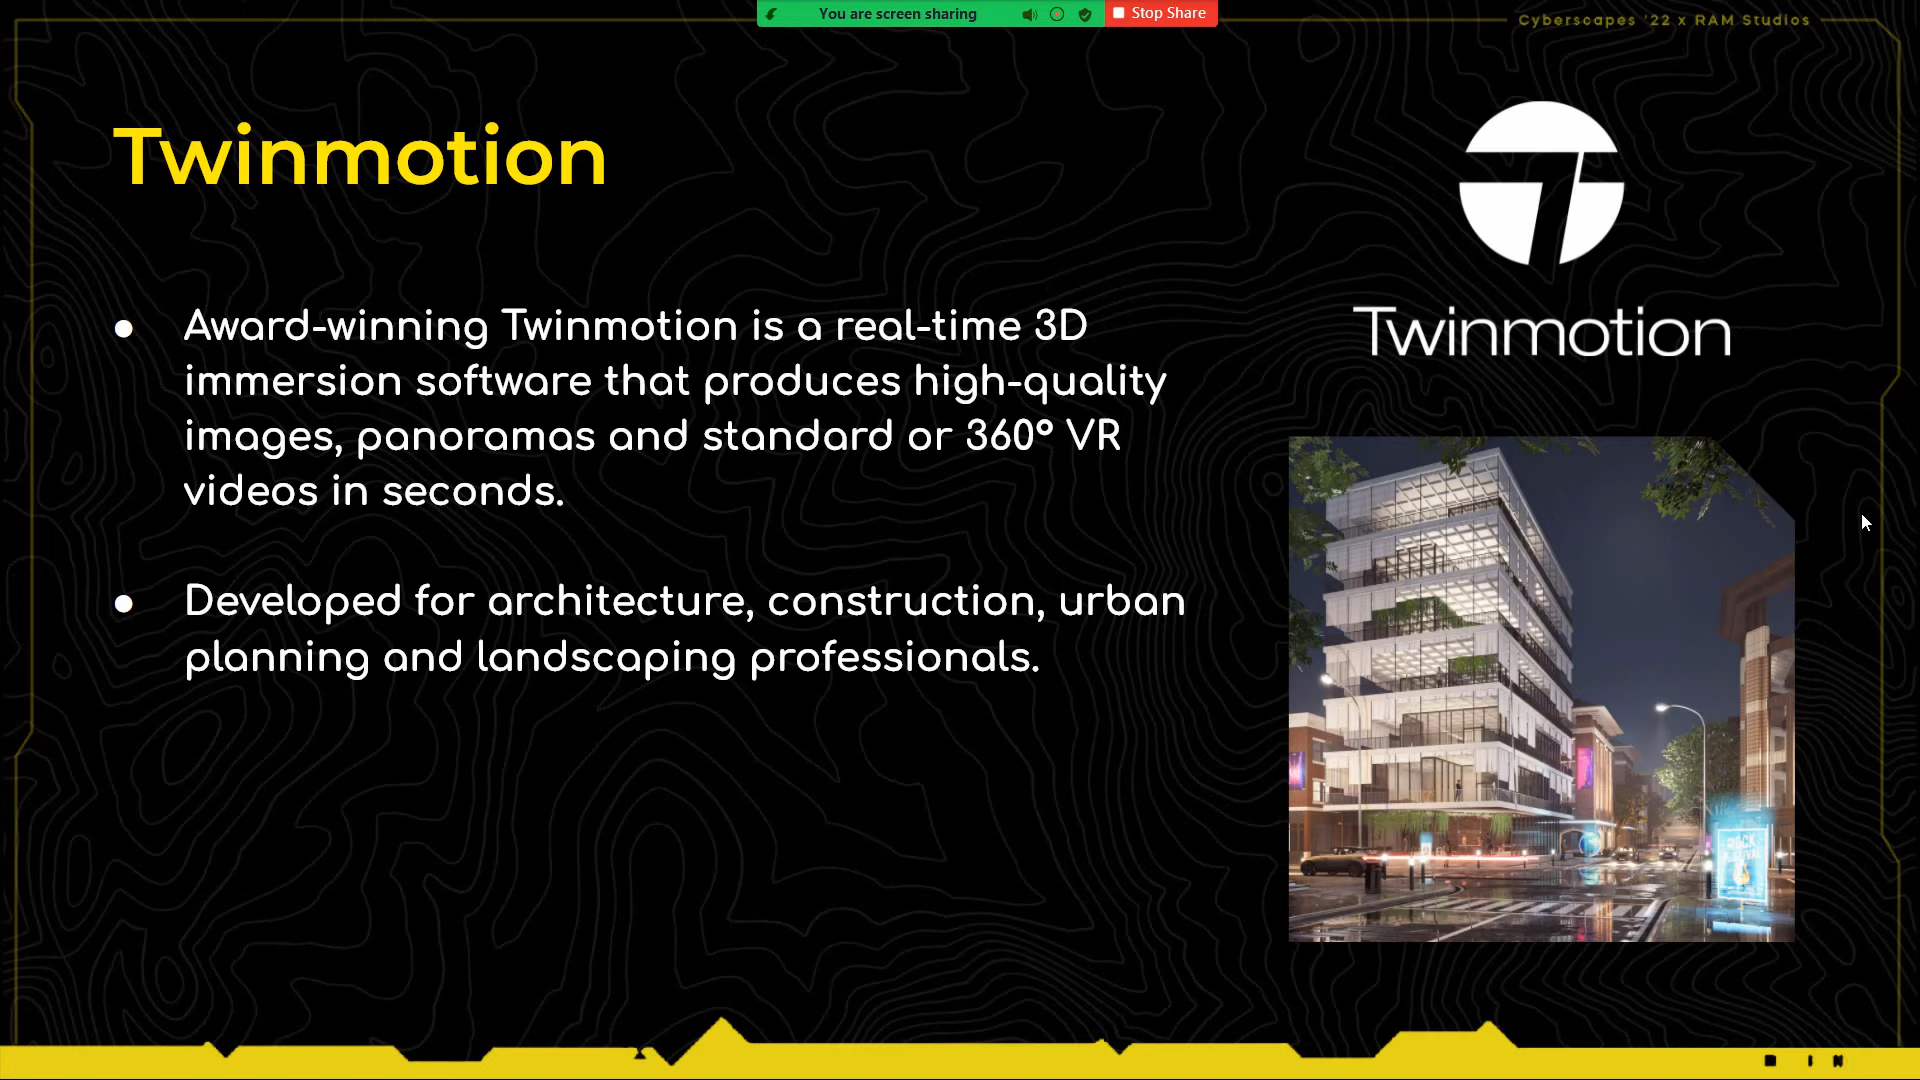 You are screen sharing
Stop Share
Cyberscapes '22 x RAM Studios
Twinmotion
● Award-winning Twinmotion is a real-time 3D
immersion software that produces high-quality
images, panoramas and standard or 360° VR
videos in seconds.
● Developed for architecture, construction, urban
planning and landscaping professionals.
Twinmotion
ROCK
FESTIVAL